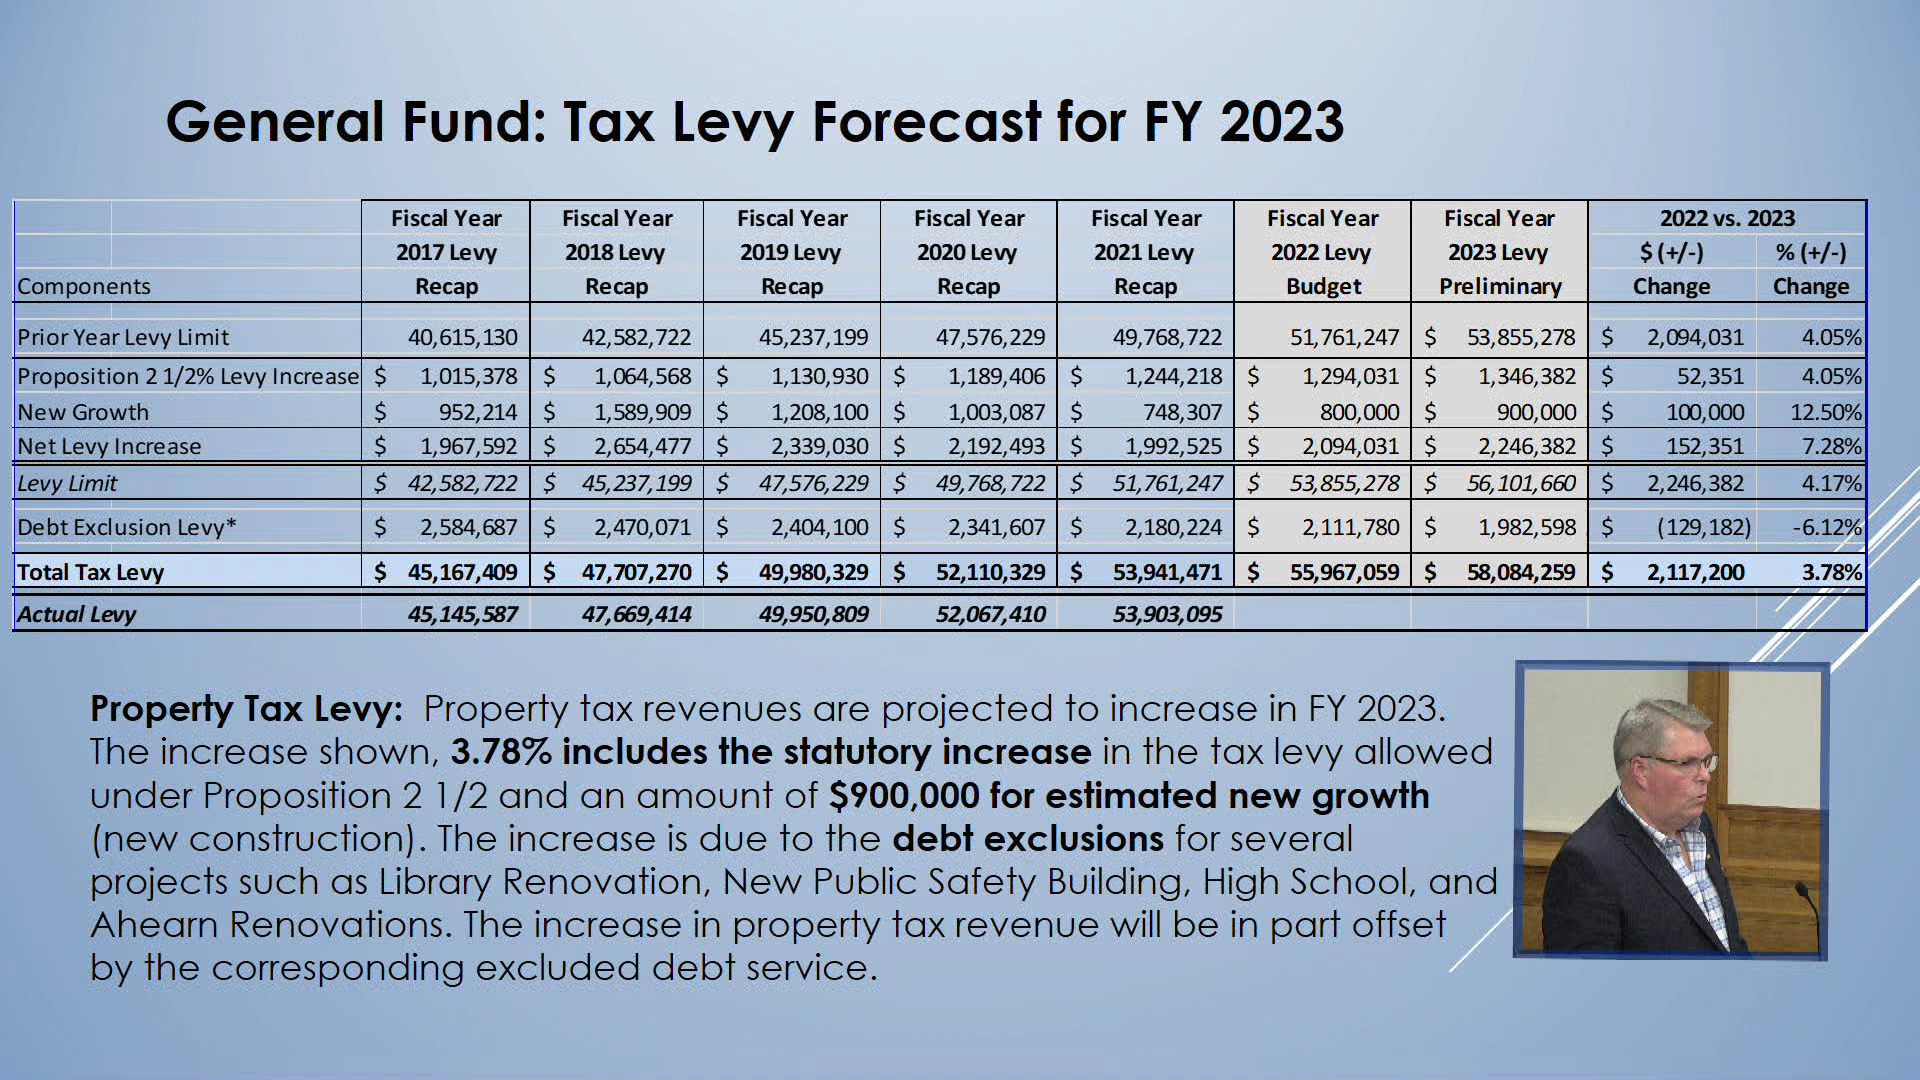 General Fund: Tax Levy Forecast for FY 2023
Fiscal Year Fiscal Year Fiscal Year Fiscal Year Fiscal Year Fiscal Year Fiscal Year 2022 vs. 2023
2017 Levy 2018 Levy 2019 Levy 2020 Levy 2021 Levy 2022 Levy 2023 Levy $ (+/-) % (+/-)
Components Recap Recap Recap Recap Recap Budget Preliminary Change Change
Prior Year Levy Limit 40,615,130 42,582,722 45,237,199 47,576,229 49,768,722 51,761,247 $ 53,855,278 $ 2,094,031 4.05%
Proposition 2 1/2% Levy Increase $ 1,015,378 $ 1,064,568 $ 1,130,930 $ 1,189,406 $ 1,244,218 $ 1,294,031 $ 1,346,382 $ 52,351 4.05%
New Growth $ 952,214 $ 1,589,909 $ 1,208,100 $ 1,003,087 $ 748,307 $ 800,000 $ 900,000 $ 100,000 12.50%
Net Levy Increase $ 1,967,592 $ 2,654,477 $ 2,339,030 $ 2,192,493 $ 1,992,525 $ 2,094,031 $ 2,246,382 $ 152,351 7.28%
Levy Limit $ 42,582,722 $ 45,237,199 $ 47,576,229 $ 49,768,722 $ 51,761,247 $ 53,855,278 $ 56,101,660 $ 2,246,382 4.17%
Debt Exclusion Levy* $ 2,584,687 $ 2,470,071 $ 2,404,100 $ 2,341,607 $ 2,180,224 $ 2,111,780 $ 1,982,598 $ (129,182) -6.12%
Total Tax Levy $ 45,167,409 $ 47,707,270 $ 49,980,329 $ 52,110,329 $ 53,941,471 $ 55,967,059 $ 58,084,259 $ 2,117,200 3.78%
Actual Levy 45,145,587 47,669,414 49,950,809 52,067,410 53,903,095
Property Tax Levy: Property tax revenues are projected to increase in FY 2023.
The increase shown, 3.78% includes the statutory increase in the tax levy allowed
under Proposition 2 1/2 and an amount of $900,000 for estimated new growth
(new construction). The increase is due to the debt exclusions for several
projects such as Library Renovation, New Public Safety Building, High School, and
Ahearn Renovations. The increase in property tax revenue will be in part offset
by the corresponding excluded debt service.